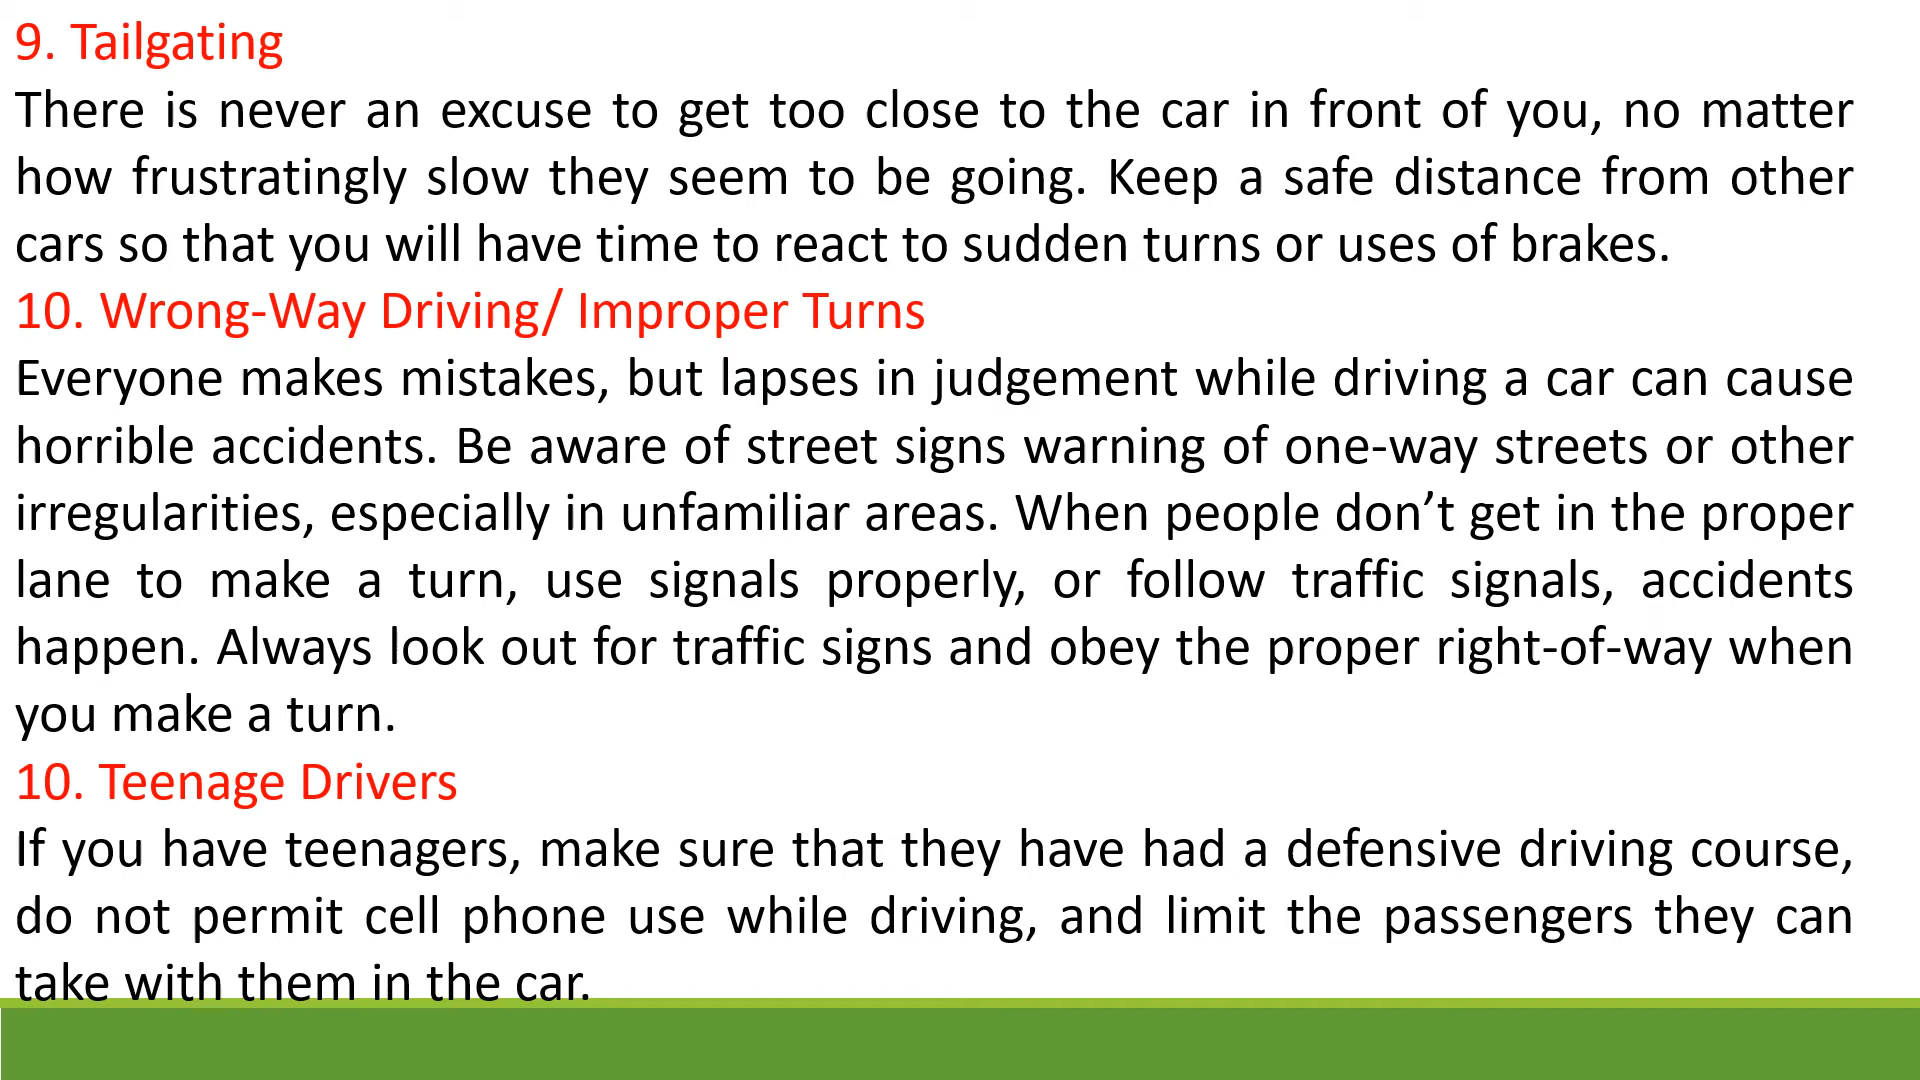 9. Tailgating
There is never an excuse to get too close to the car in front of you, no matter
how frustratingly slow they seem to be going. Keep a safe distance from other
cars so that you will have time to react to sudden turns or uses of brakes.
10. Wrong-Way Driving/ Improper Turns
Everyone makes mistakes, but lapses in judgement while driving a car can cause
horrible accidents. Be aware of street signs warning of one-way streets or other
irregularities, especially in unfamiliar areas. When people don’t get in the proper
lane to make a turn, use signals properly, or follow traffic signals, accidents
happen. Always look out for traffic signs and obey the proper right-of-way when
you make a turn.
10. Teenage Drivers
If you have teenagers, make sure that they have had a defensive driving course,
do not permit cell phone use while driving, and limit the passengers they can
take with them in the car.